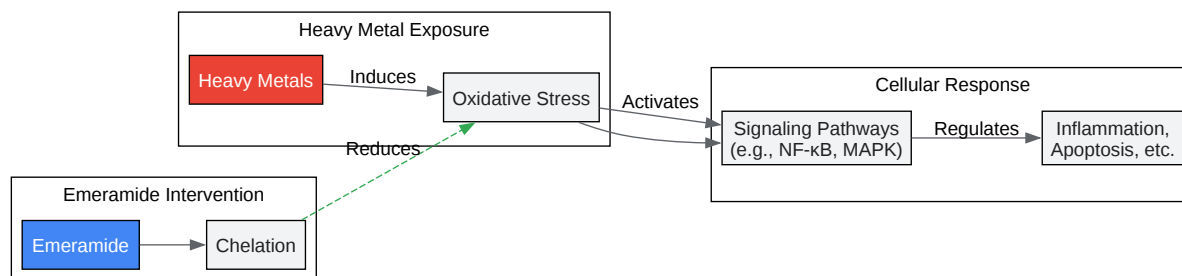 Heavy Metal Exposure
Heavy Metals
Induces
Oxidative Stress
Activates
Cellular Response
Signaling Pathways
(e.g., NF-κB, MAPK)
Regulates
Inflammation,
Apoptosis, etc.
Reduces
Emeramide Intervention
Emeramide
Chelation